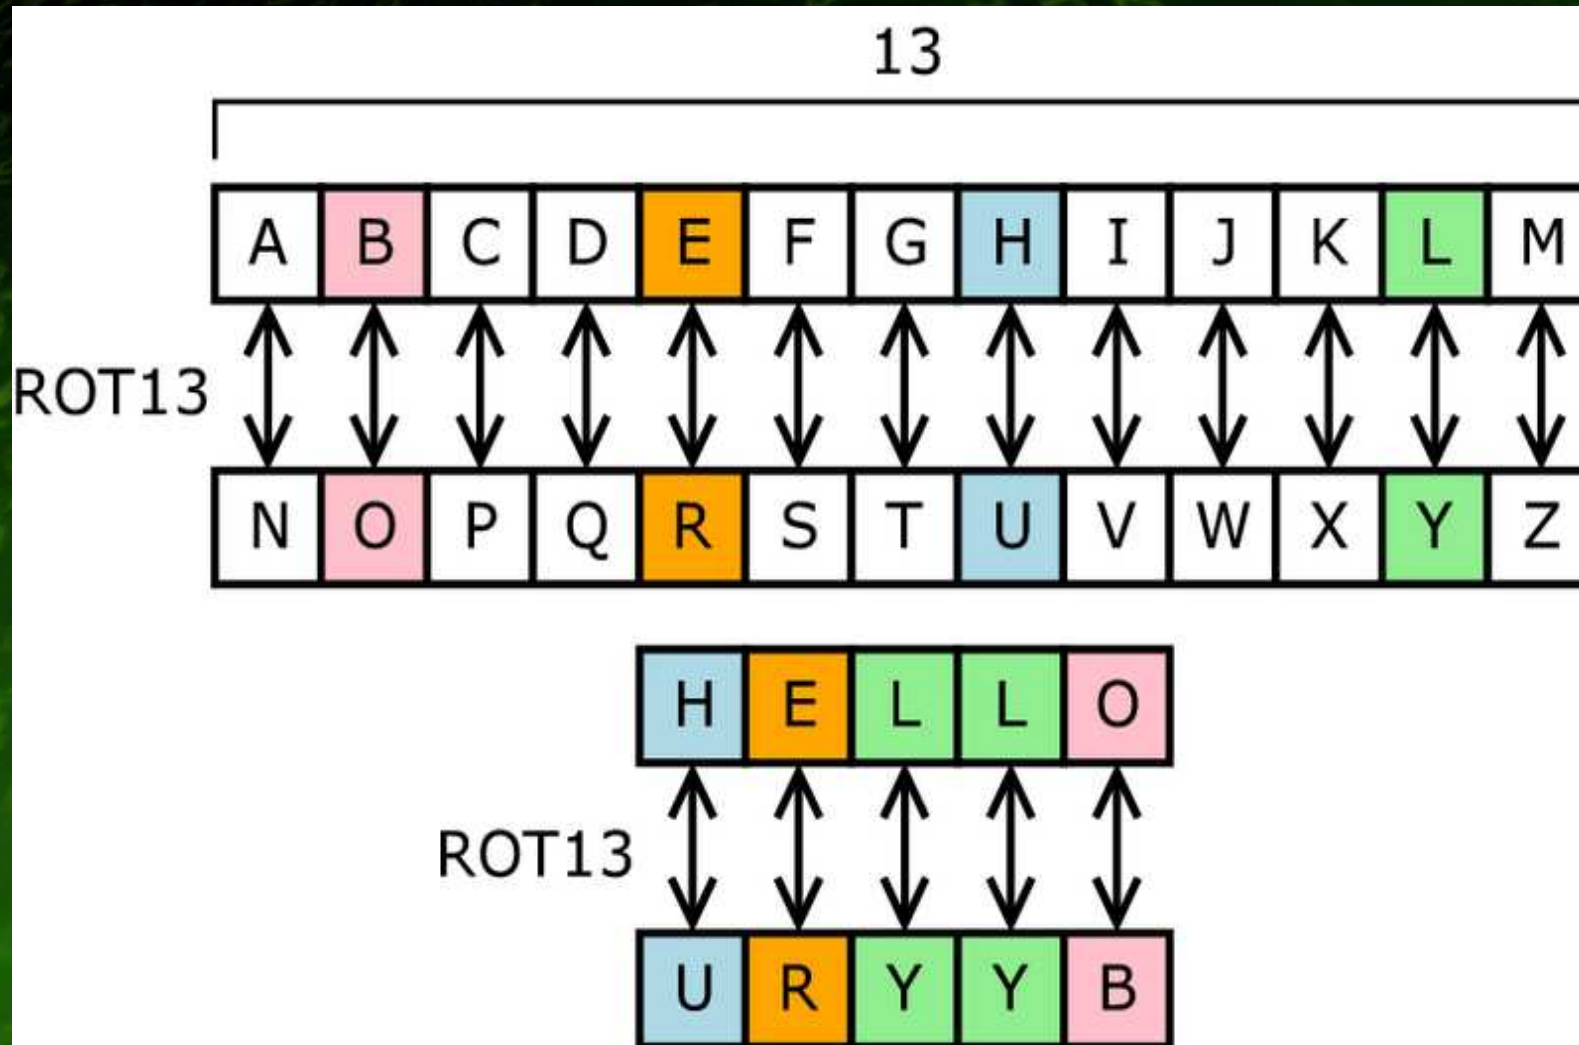 13
A B C D E F G H I J K L M
ROT13
N O P Q R S T U V W X Y Z
H E L L O
ROT13
U R Y Y B